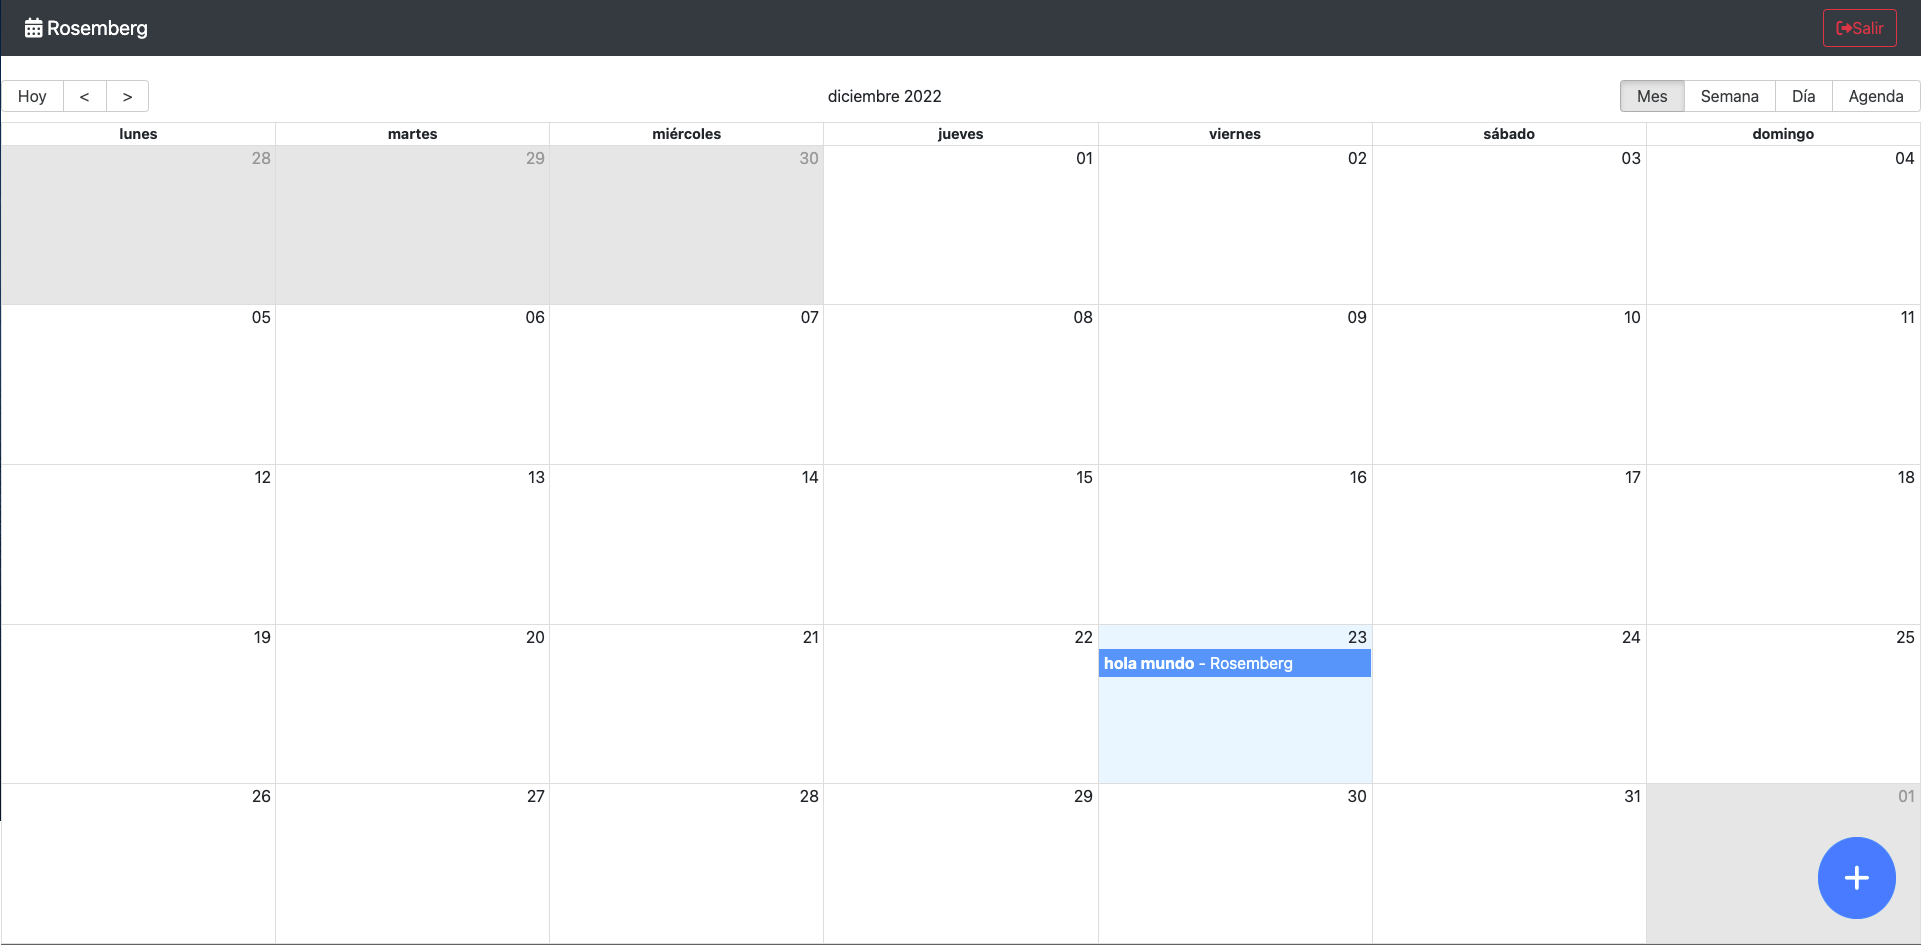 Rosemberg Salir
Hoy < > diciembre 2022 Mes Semana Día Agenda
lunes martes miércoles jueves viernes sábado domingo
28 29 30 01 02 03 04
05 06 07 08 09 10 11
12 13 14 15 16 17 18
19 20 21 22 23 24 25
hola mundo - Rosemberg
26 27 28 29 30 31 01
+